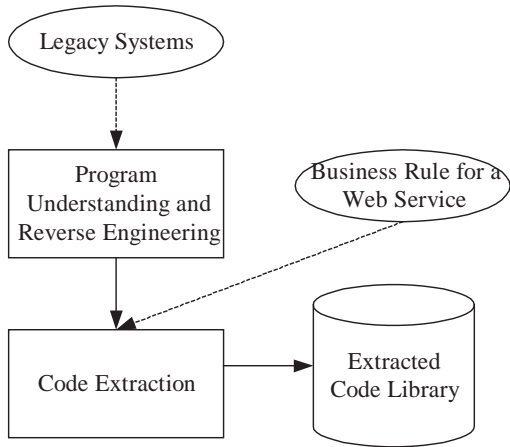 Legacy Systems
Program
Understanding and
Reverse Engineering
Business Rule for a
Web Service
Code Extraction
Extracted
Code Library